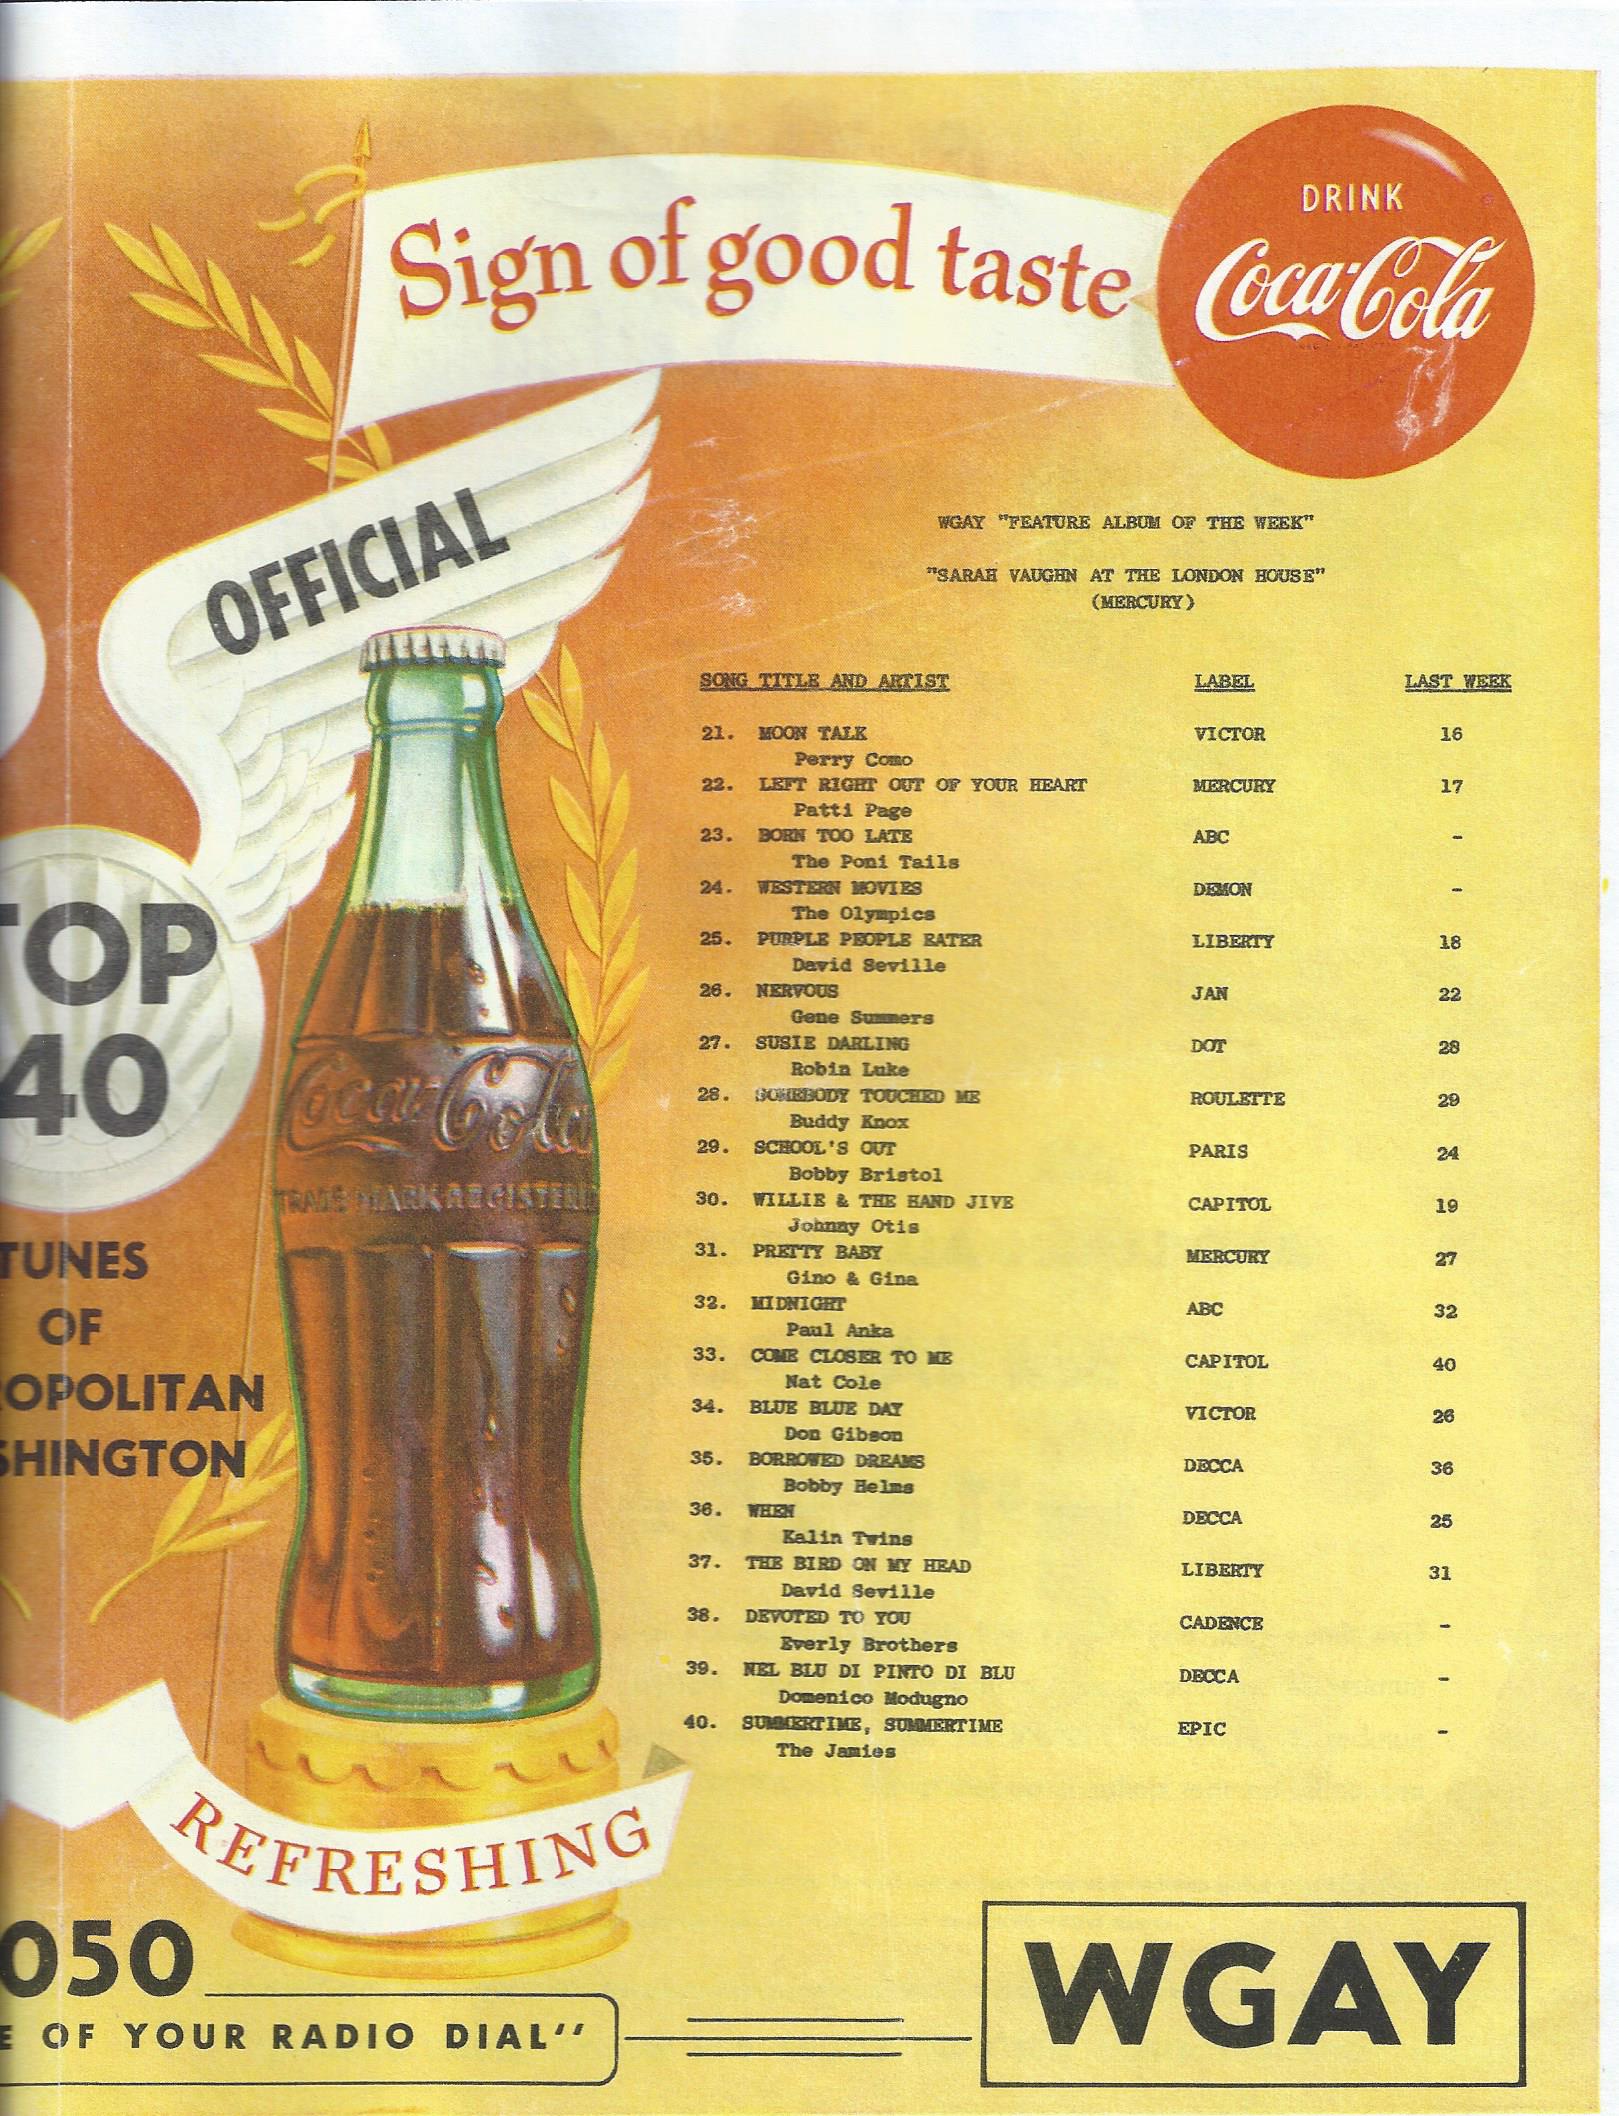 Sign of good taste
DRINK
Coca-Cola
OFFICIAL
WGAY "FEATURE ALBUM OF THE WEEK"
"SARAH VAUGHN AT THE LONDON HOUSE"
(MERCURY)
SONG TITLE AND ARTIST LABEL LAST WEEK
21. MOON TALK VICTOR 16
Perry Como
22. LEFT RIGHT OUT OF YOUR HEART MERCURY 17
Patti Page
23. BORN TOO LATE ABC -
The Poni Tails
24. WESTERN MOVIES DEMON -
The Olympics
25. PURPLE PEOPLE EATER LIBERTY 18
David Seville
26. NERVOUS JAN 22
Gene Summers
27. SUSIE DARLING DOT 28
Robin Luke
28. SOMEBODY TOUCHED ME ROULETTE 29
Buddy Knox
29. SCHOOL'S OUT PARIS 24
Bobby Bristol
30. WILLIE & THE HAND JIVE CAPITOL 19
Johnny Otis
31. PRETTY BABY MERCURY 27
Gino & Gina
32. MIDNIGHT ABC 32
Paul Anka
33. COME CLOSER TO ME CAPITOL 40
Nat Cole
34. BLUE BLUE DAY VICTOR 26
Don Gibson
35. BORROWED DREAMS DECCA 36
Bobby Helms
36. WHEN DECCA 25
Kalin Twins
37. THE BIRD ON MY HEAD LIBERTY 31
David Seville
38. DEVOTED TO YOU CADENCE -
Everly Brothers
39. NEL BLU DI PINTO DI BLU DECCA -
Domenico Modugno
40. SUMMERTIME, SUMMERTIME EPIC -
The Jamies
TOP
40
Coca-Cola
TRADE MARK REGISTERED
TUNES
OF
ROPOLITAN
SHINGTON
REFRESHING
050
E OF YOUR RADIO DIAL"
WGAY